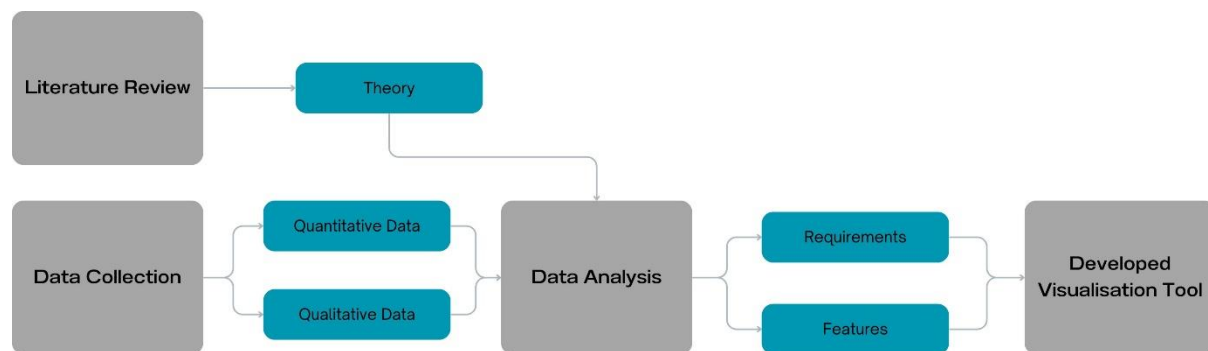 Literature Review
Theory
Data Collection
Quantitative Data
Qualitative Data
Data Analysis
Requirements
Features
Developed
Visualisation Tool